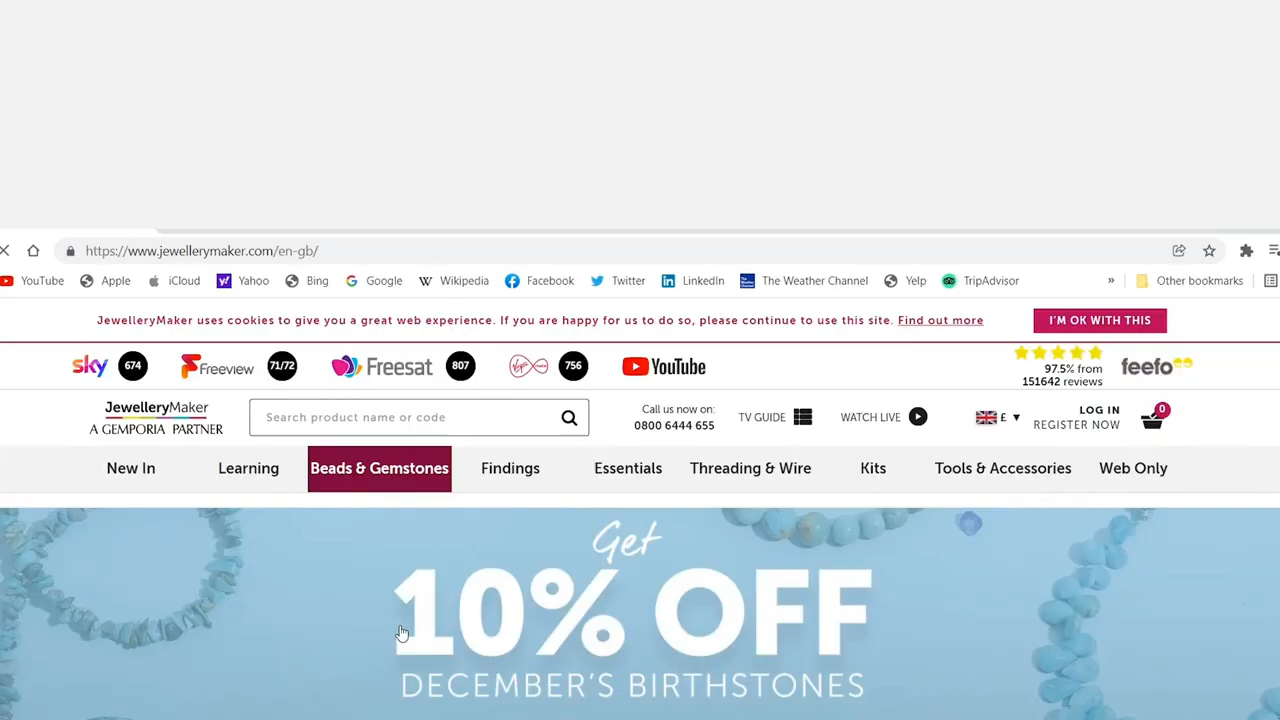 https://www.jewellerymaker.com/en-gb/
YouTube Apple iCloud Yahoo Bing Google Wikipedia Facebook Twitter LinkedIn The Weather Channel Yelp TripAdvisor » Other bookmarks
JewelleryMaker uses cookies to give you a great web experience. If you are happy for us to do so, please continue to use this site. Find out more I'M OK WITH THIS
sky 674 Freeview 71/72 Freesat 807 Virgin media 756 YouTube 97.5% from feefo
151642 reviews
JewelleryMaker
A GEMPORIA PARTNER
Search product name or code
Call us now on:
0800 6444 655
TV GUIDE WATCH LIVE £ LOG IN 0
REGISTER NOW
New In Learning Beads & Gemstones Findings Essentials Threading & Wire Kits Tools & Accessories Web Only
Get
10% OFF
DECEMBER'S BIRTHSTONES